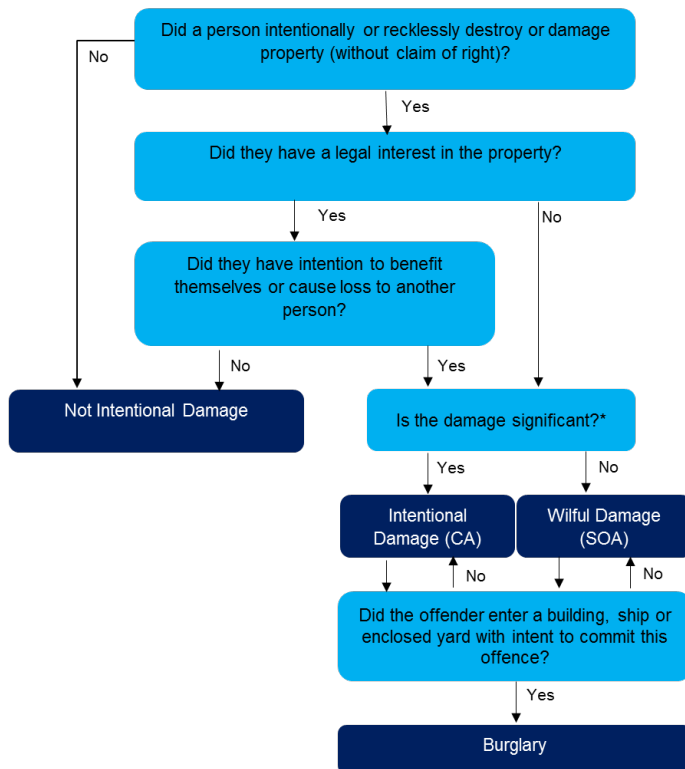 Did a person intentionally or recklessly destroy or damage
property (without claim of right)?
No
Yes
Did they have a legal interest in the property?
Yes
No
Did they have intention to benefit
themselves or cause loss to another
person?
No
Yes
Not Intentional Damage
Is the damage significant?*
Yes
No
Intentional
Damage (CA)
Wilful Damage
(SOA)
No
No
Did the offender enter a building, ship or
enclosed yard with intent to commit this
offence?
Yes
Burglary